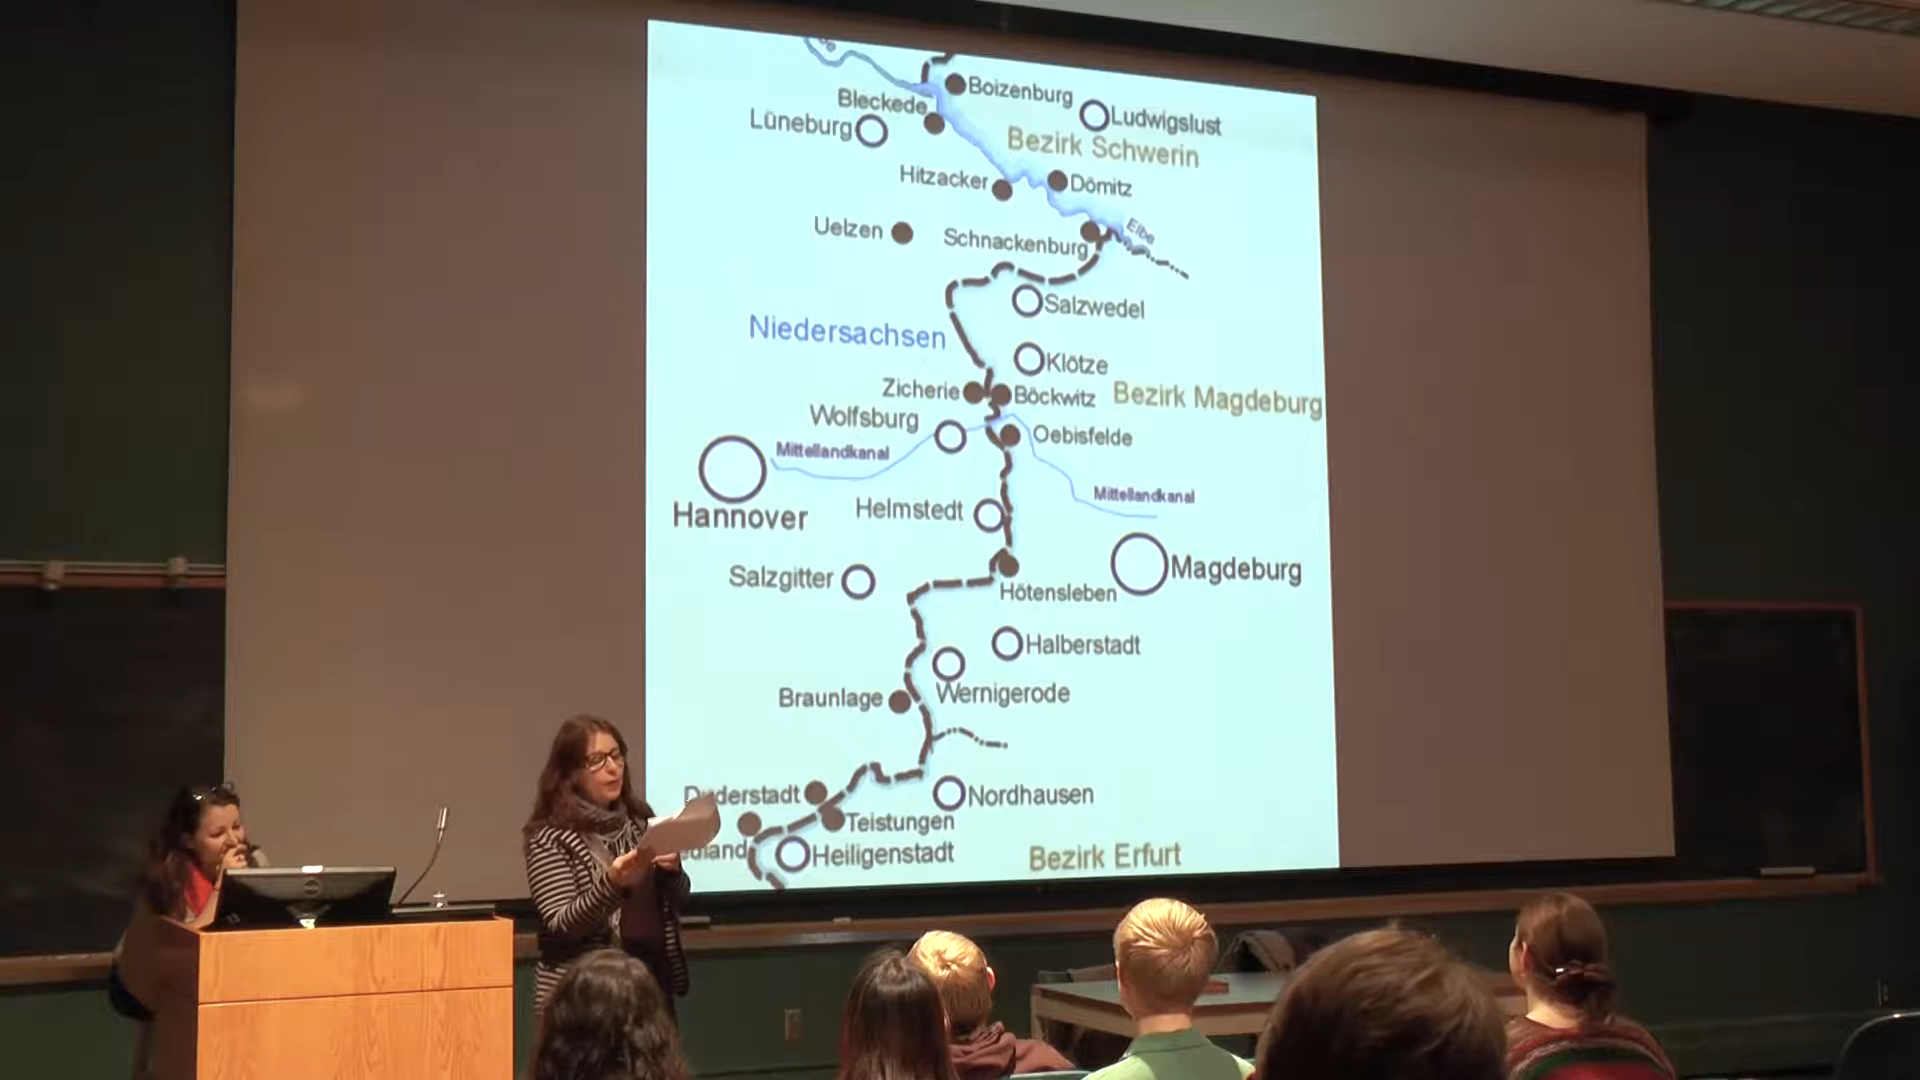 Boizenburg
Bleckede
Ludwigslust
Lüneburg
Bezirk Schwerin
Hitzacker
Dömitz
Uelzen
Schnackenburg
Elbe
Salzwedel
Niedersachsen
Klötze
Zicherie
Böckwitz
Bezirk Magdeburg
Wolfsburg
Oebisfelde
Mittellandkanal
Mittellandkanal
Hannover
Helmstedt
Salzgitter
Magdeburg
Hötensleben
Halberstadt
Wernigerode
Braunlage
Duderstadt
Nordhausen
Teistungen
Heiligenstadt
Bezirk Erfurt